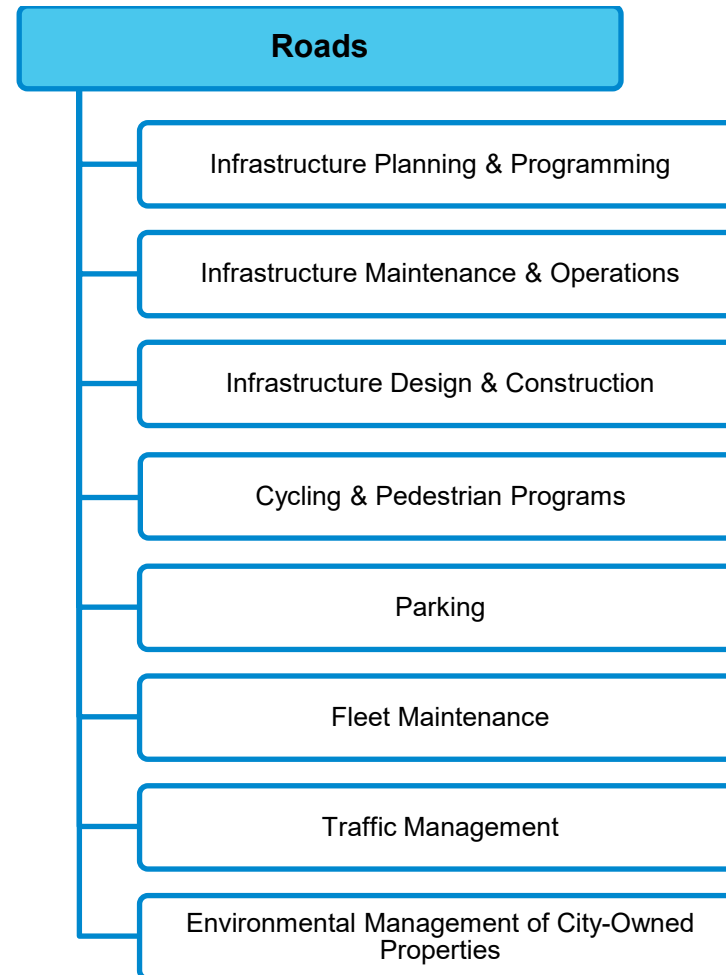 Roads
Infrastructure Planning & Programming
Infrastructure Maintenance & Operations
Infrastructure Design & Construction
Cycling & Pedestrian Programs
Parking
Fleet Maintenance
Traffic Management
Environmental Management of City-Owned
Properties